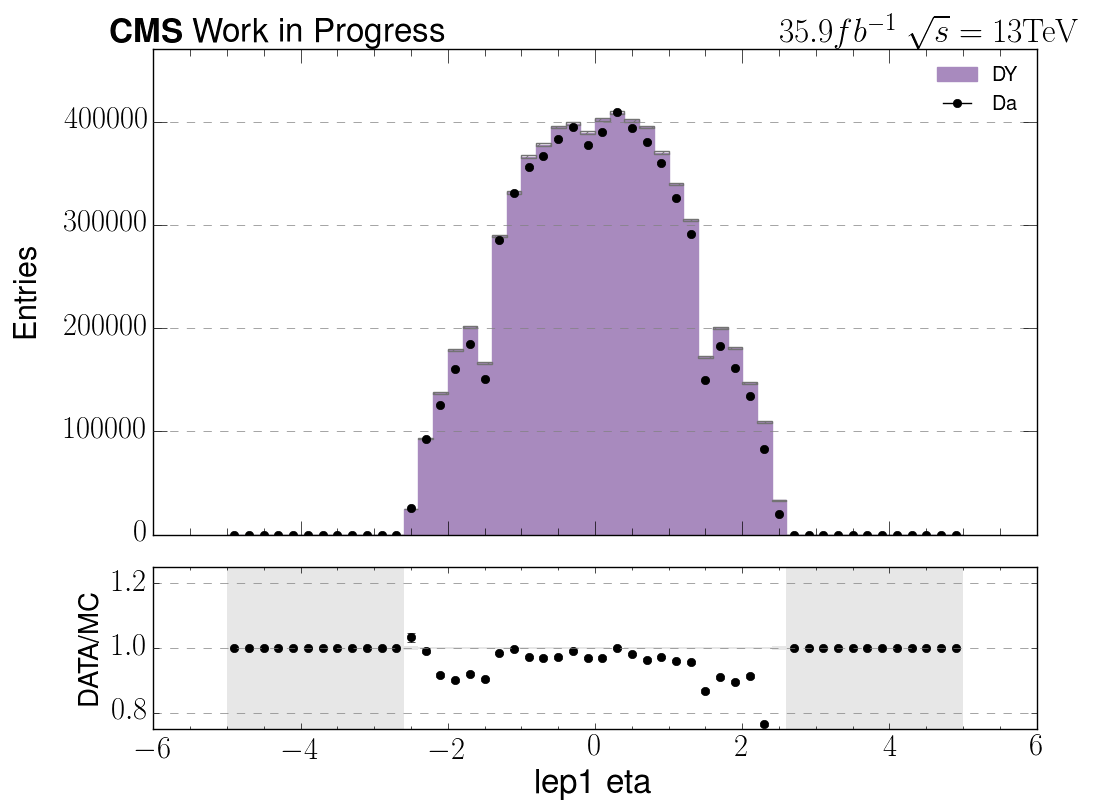 CMS Work in Progress
35.9fb⁻¹ √s = 13TeV
DY
Da
400000
300000
200000
100000
0
Entries
1.2
1.0
0.8
DATA/MC
−6 −4 −2 0 2 4 6
lep1 eta